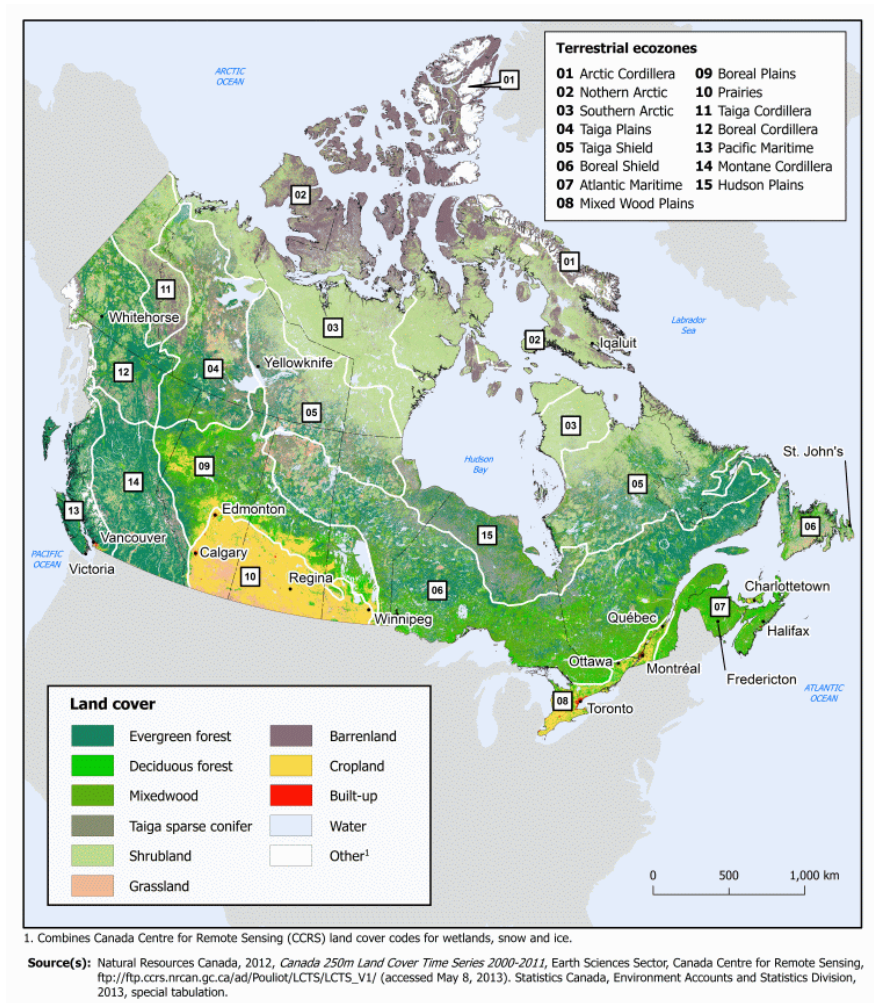 Terrestrial ecozones
01 Arctic Cordillera
02 Nothern Arctic
03 Southern Arctic
04 Taiga Plains
05 Taiga Shield
06 Boreal Shield
07 Atlantic Maritime
08 Mixed Wood Plains
09 Boreal Plains
10 Prairies
11 Taiga Cordillera
12 Boreal Cordillera
13 Pacific Maritime
14 Montane Cordillera
15 Hudson Plains
ARCTIC
OCEAN
01
02
01
11
Whitehorse
03
Labrador
Sea
02
Iqaluit
12
04
Yellowknife
05
03
Hudson
Bay
St. John's
09
14
05
13
Edmonton
15
06
Vancouver
PACIFIC
OCEAN
Victoria
Calgary
10
Regina
06
Winnipeg
Charlottetown
07
Québec
Halifax
Ottawa
Montréal
Fredericton
ATLANTIC
OCEAN
08
Toronto
Land cover
Evergreen forest
Deciduous forest
Mixedwood
Taiga sparse conifer
Shrubland
Grassland
Barrenland
Cropland
Built-up
Water
Other1
0 500 1,000 km
1. Combines Canada Centre for Remote Sensing (CCRS) land cover codes for wetlands, snow and ice.
Source(s): Natural Resources Canada, 2012, Canada 250m Land Cover Time Series 2000-2011, Earth Sciences Sector, Canada Centre for Remote Sensing,
ftp://ftp.ccrs.nrcan.gc.ca/ad/Pouliot/LCTS/LCTS_V1/ (accessed May 8, 2013). Statistics Canada, Environment Accounts and Statistics Division,
2013, special tabulation.